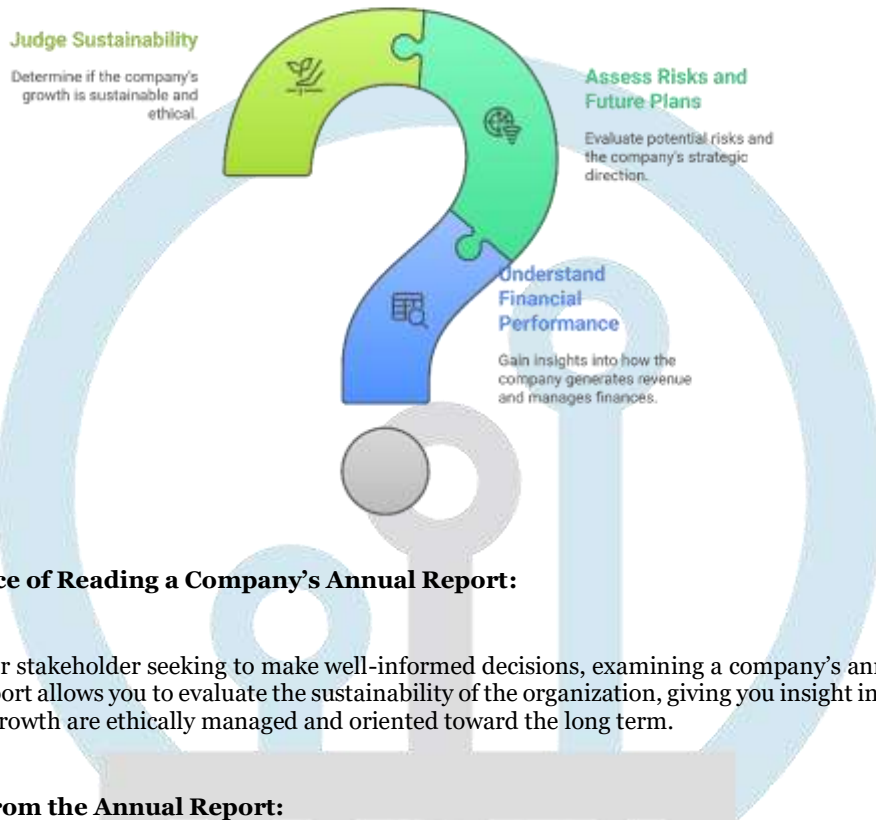 Judge Sustainability
Determine if the company's
growth is sustainable and
ethical.
Assess Risks and
Future Plans
Evaluate potential risks and
the company's strategic
direction.
Understand
Financial
Performance
Gain insights into how the
company generates revenue
and manages finances.
ce of Reading a Company’s Annual Report:
r stakeholder seeking to make well-informed decisions, examining a company’s an
ort allows you to evaluate the sustainability of the organization, giving you insight in
rowth are ethically managed and oriented toward the long term.
rom the Annual Report: